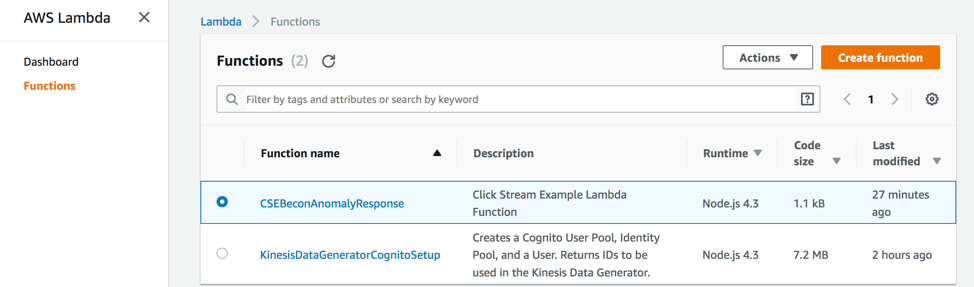 AWS Lambda
Dashboard
Functions
Lambda > Functions
Functions (2)
Actions
Create function
Filter by tags and attributes or search by keyword
?
1
Function name
Description
Runtime
Code size
Last modified
CSEBeconAnomalyResponse
Click Stream Example Lambda
Function
Node.js 4.3
1.1 kB
27 minutes
ago
KinesisDataGeneratorCognitoSetup
Creates a Cognito User Pool, Identity
Pool, and a User. Returns IDs to
be used in the Kinesis Data Generator.
Node.js 4.3
7.2 MB
2 hours ago